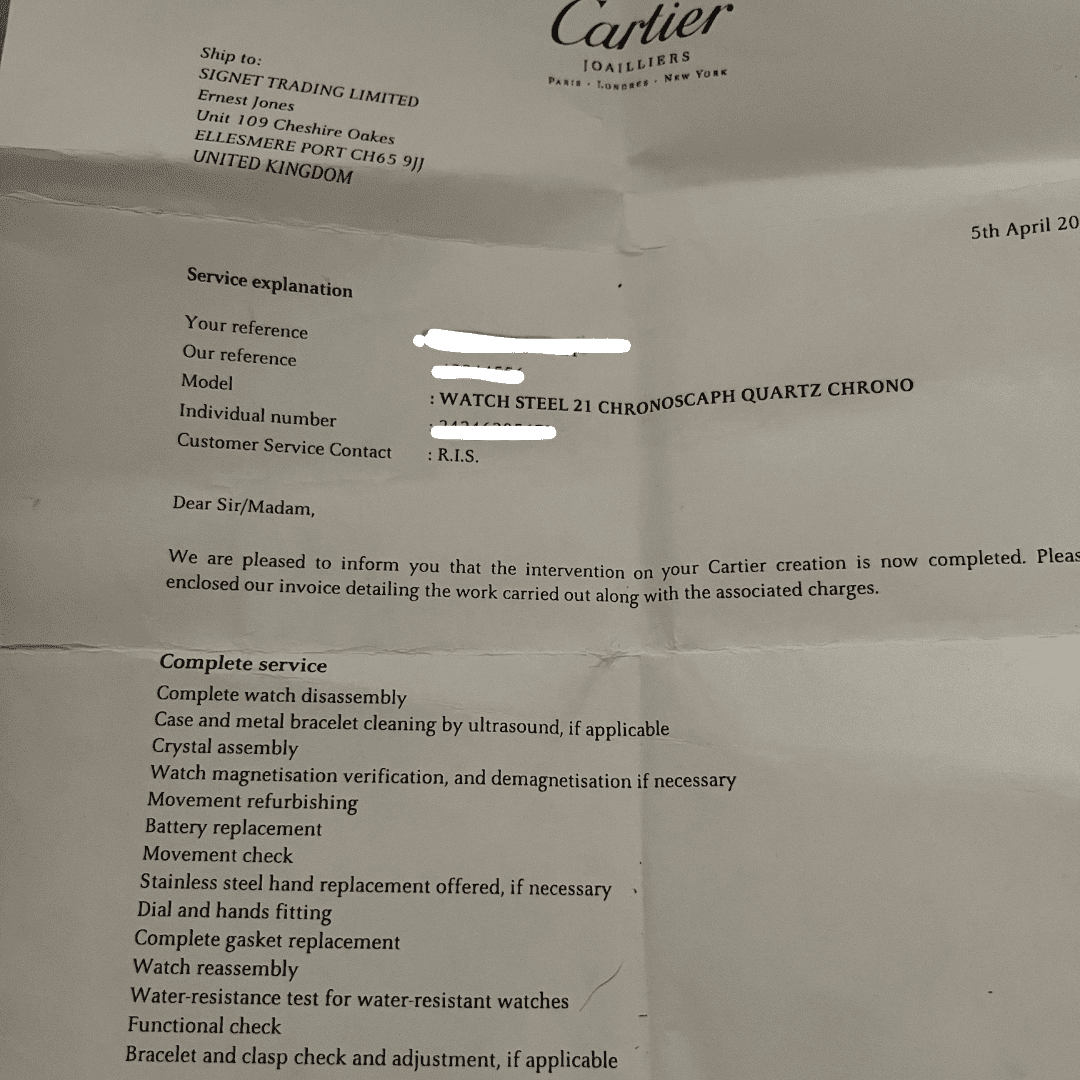 Cartier
JOAILLIERS
PARIS · LONDRES · NEW YORK
Ship to:
SIGNET TRADING LIMITED
Ernest Jones
Unit 109 Cheshire Oakes
ELLESMERE PORT CH65 9JJ
UNITED KINGDOM
5th April 20
Service explanation
Your reference
Our reference
Model : WATCH STEEL 21 CHRONOSCAPH QUARTZ CHRONO
Individual number :
Customer Service Contact : R.I.S.
Dear Sir/Madam,
We are pleased to inform you that the intervention on your Cartier creation is now completed. Pleas
enclosed our invoice detailing the work carried out along with the associated charges.
Complete service
Complete watch disassembly
Case and metal bracelet cleaning by ultrasound, if applicable
Crystal assembly
Watch magnetisation verification, and demagnetisation if necessary
Movement refurbishing
Battery replacement
Movement check
Stainless steel hand replacement offered, if necessary
Dial and hands fitting
Complete gasket replacement
Watch reassembly
Water-resistance test for water-resistant watches
Functional check
Bracelet and clasp check and adjustment, if applicable